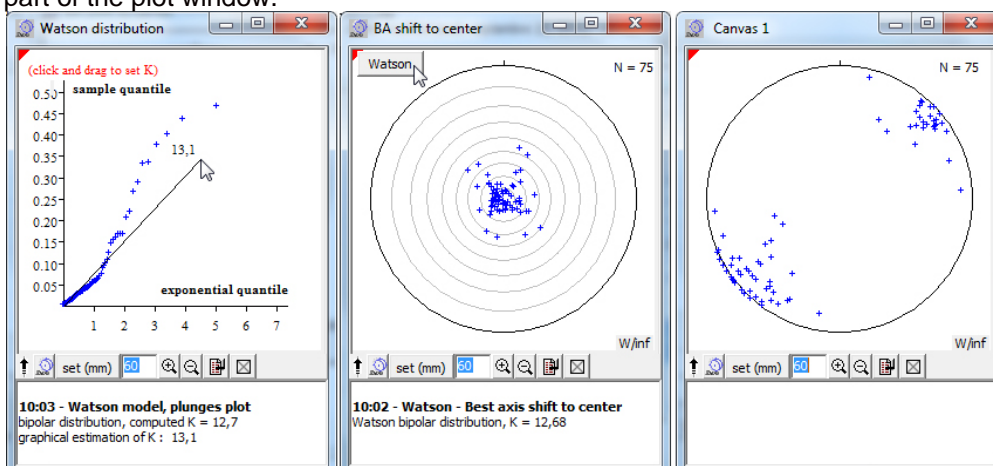 part of the plot window.
Watson distribution
(click and drag to set K)
sample quantile
0.50
0.45
0.40
0.35
0.30
0.25
0.20
0.15
0.10
0.05
13,1
exponential quantile
1 2 3 4 5 6 7
set (mm) 60
10:03 - Watson model, plunges plot
bipolar distribution, computed K = 12,7
graphical estimation of K : 13,1
BA shift to center
Watson
N = 75
W/inf
set (mm) 60
10:02 - Watson - Best axis shift to center
Watson bipolar distribution, K = 12,68
Canvas 1
N = 75
W/inf
set (mm) 60